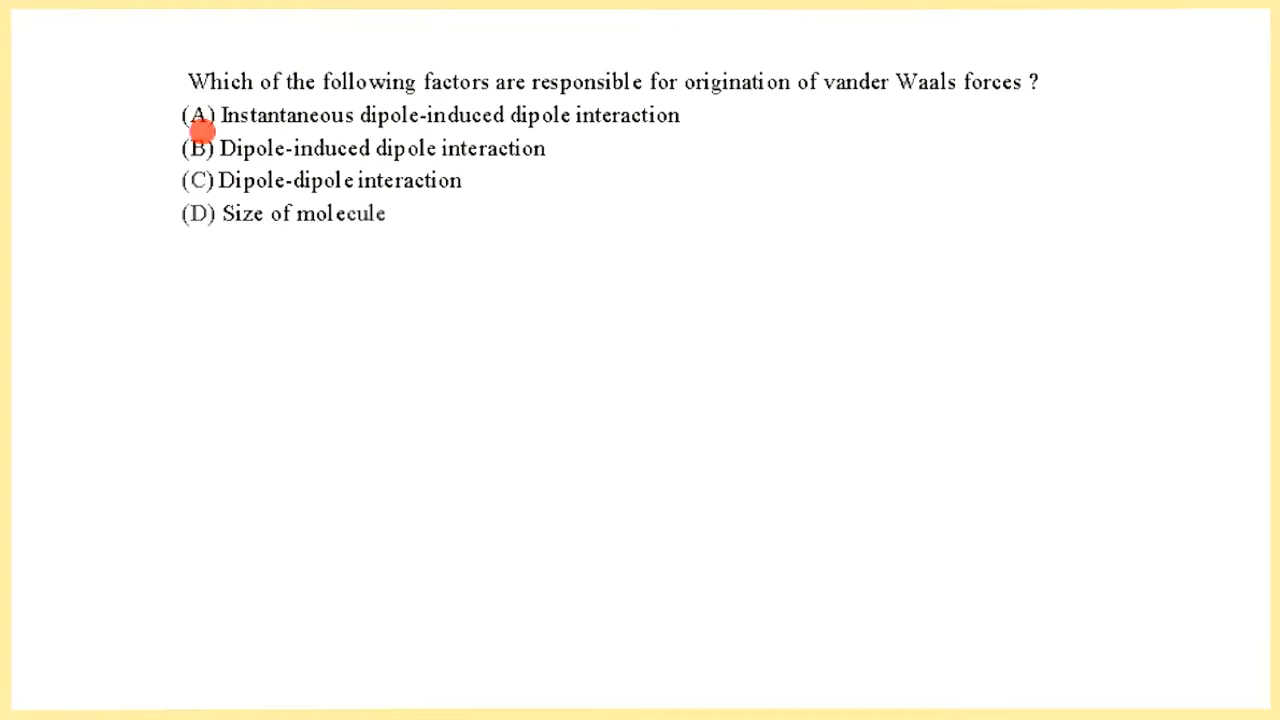 Which of the following factors are responsible for origination of vander Waals forces ?
(A) Instantaneous dipole-induced dipole interaction
(B) Dipole-induced dipole interaction
(C) Dipole-dipole interaction
(D) Size of molecule